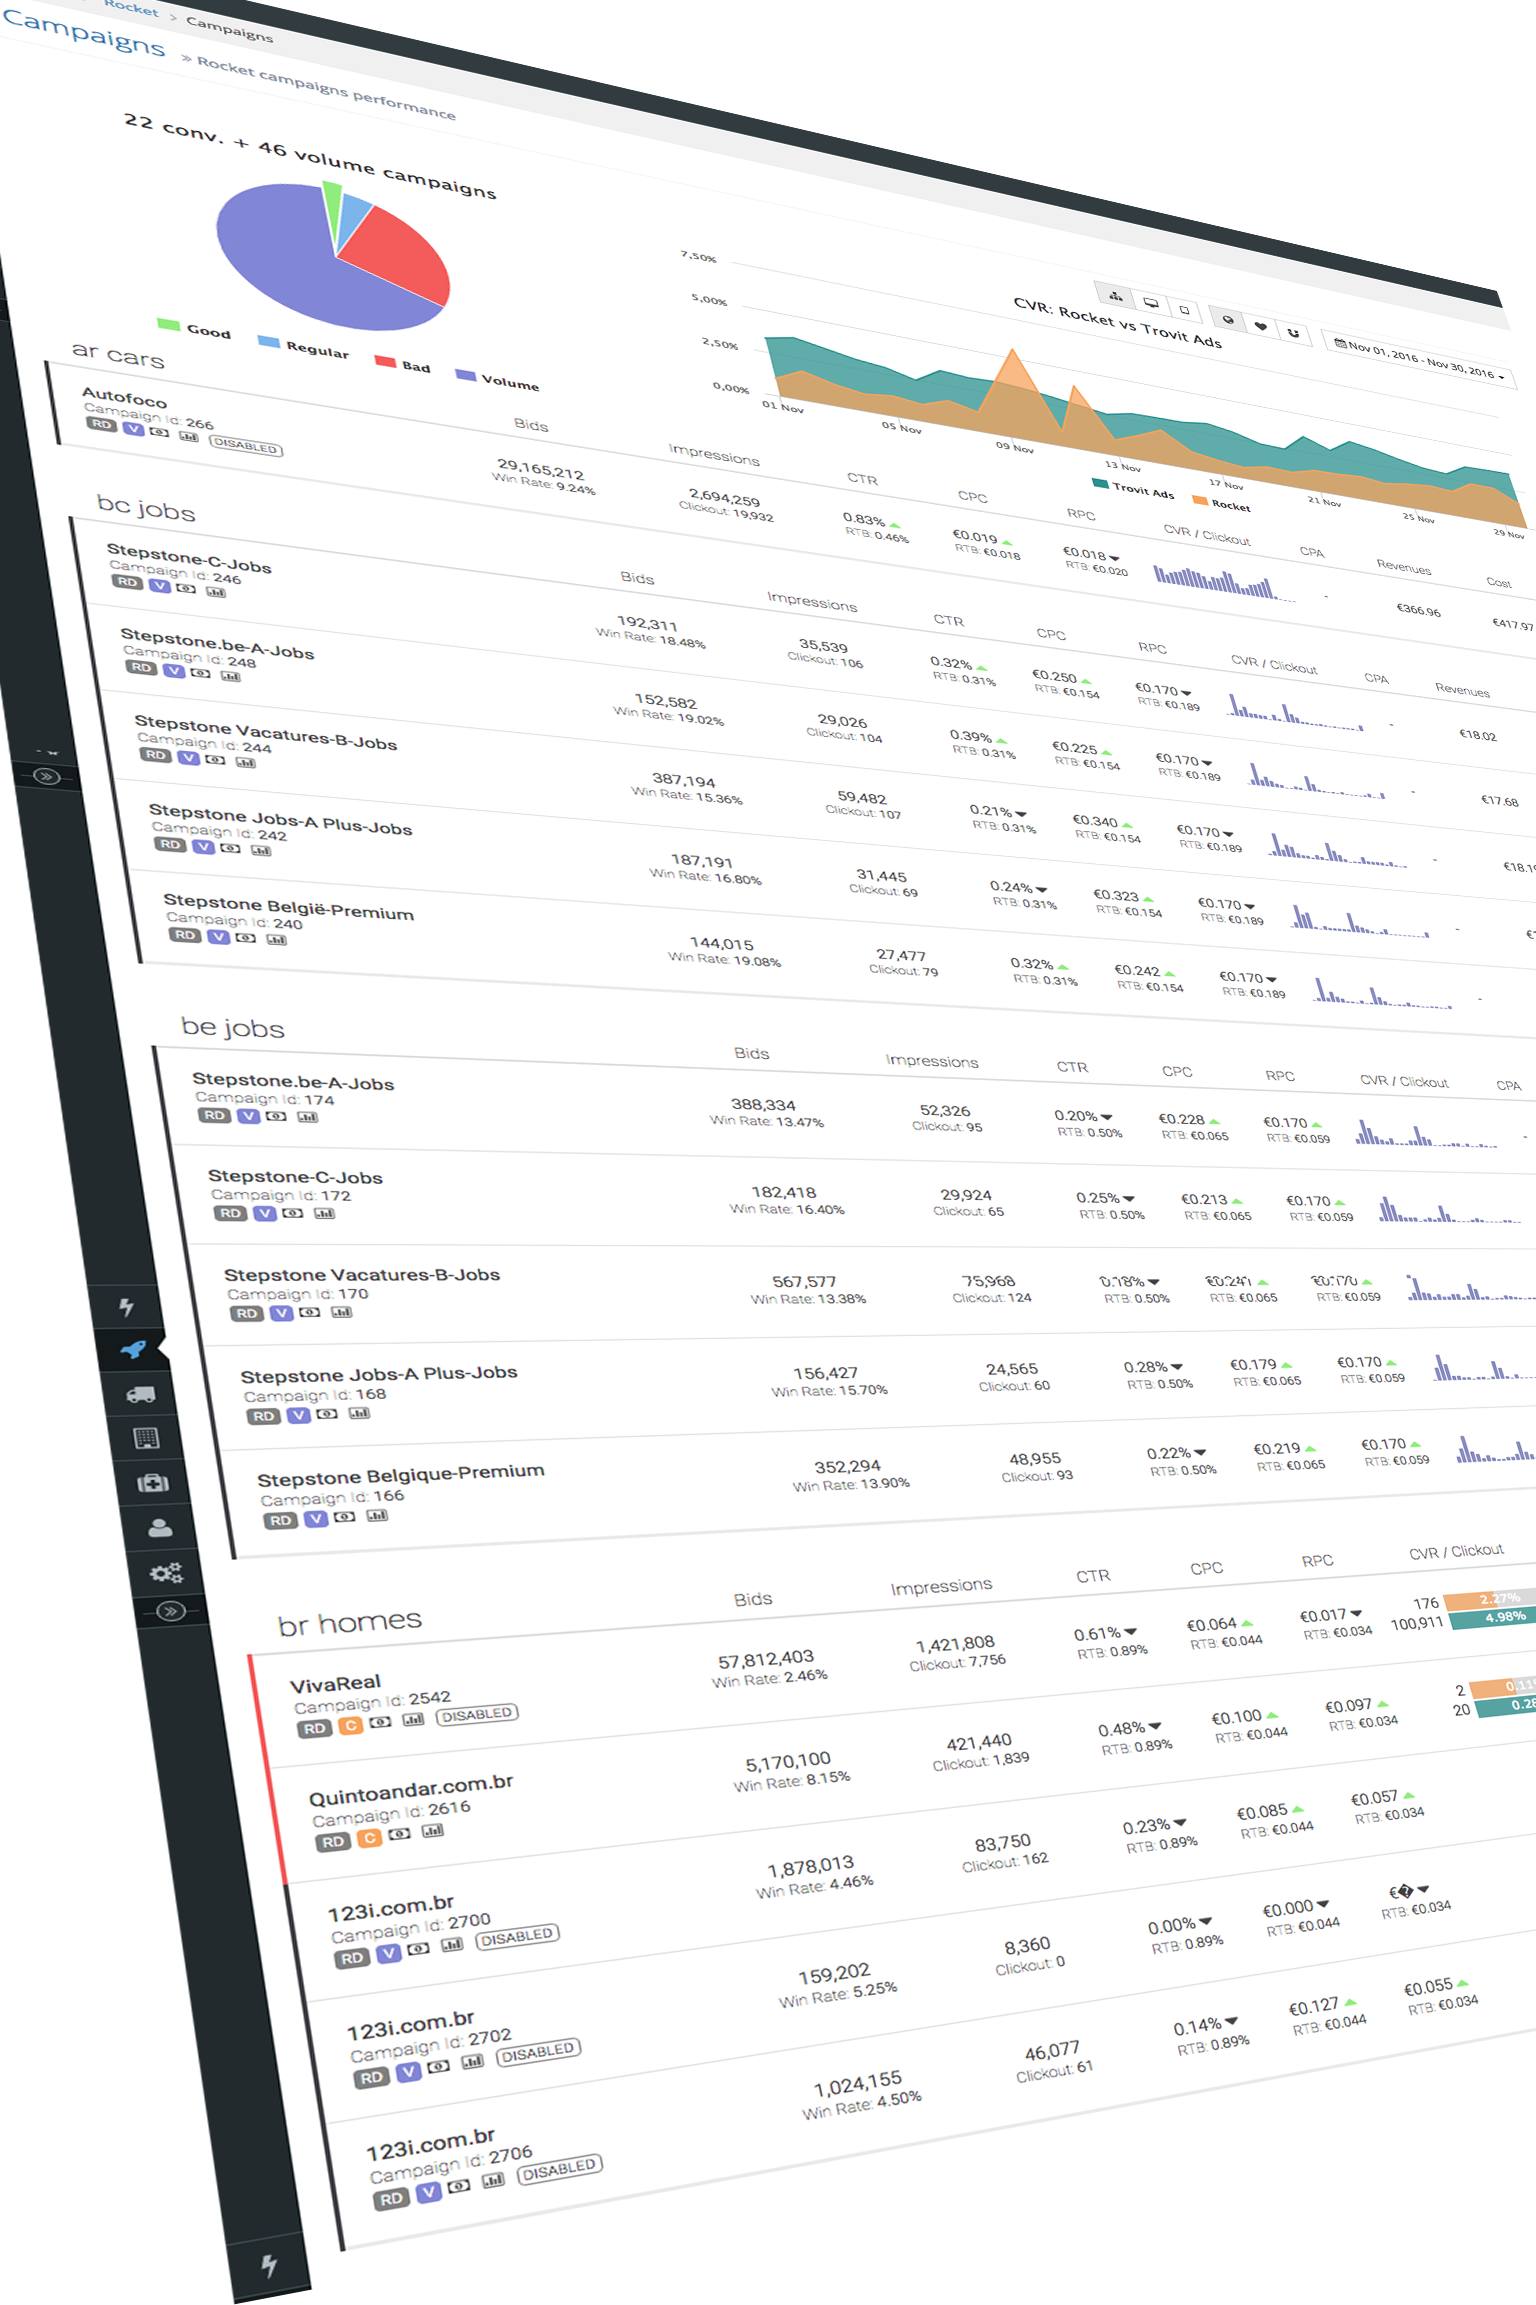 Rocket > Campaigns
Campaigns » Rocket campaigns performance
22 conv. + 46 volume campaigns
Good Regular Bad Volume
Nov 01, 2016 - Nov 30, 2016
CVR: Rocket vs Trovit Ads
7,50%
5,00%
2,50%
0,00%
01 Nov 05 Nov 09 Nov 13 Nov 17 Nov 21 Nov 25 Nov 29 Nov
Trovit Ads Rocket
ar cars
Bids Impressions CTR CPC RPC CVR / Clickout CPA Revenues Cost
Autofoco 29,165,212 2,694,259 0.83% €0.019 €0.018 - €366.96 €417.97
Campaign Id: 266 Win Rate: 9.24% Clickout: 19,932 RTB: 0.46% RTB: €0.018 RTB: €0.020
RD V DISABLED
bc jobs
Bids Impressions CTR CPC RPC CVR / Clickout CPA Revenues
Stepstone-C-Jobs 192,311 35,539 0.32% €0.250 €0.170 - €18.02
Campaign Id: 246 Win Rate: 18.48% Clickout: 106 RTB: 0.31% RTB: €0.154 RTB: €0.189
RD V
Stepstone.be-A-Jobs 152,582 29,026 0.39% €0.225 €0.170 - €17.68
Campaign Id: 248 Win Rate: 19.02% Clickout: 104 RTB: 0.31% RTB: €0.154 RTB: €0.189
RD V
Stepstone Vacatures-B-Jobs 387,194 59,482 0.21% €0.340 €0.170 - €18.19
Campaign Id: 244 Win Rate: 15.36% Clickout: 107 RTB: 0.31% RTB: €0.154 RTB: €0.189
RD V
Stepstone Jobs-A Plus-Jobs 187,191 31,445 0.24% €0.323 €0.170 -
Campaign Id: 242 Win Rate: 16.80% Clickout: 69 RTB: 0.31% RTB: €0.154 RTB: €0.189
RD V
Stepstone België-Premium 144,015 27,477 0.32% €0.242 €0.170 -
Campaign Id: 240 Win Rate: 19.08% Clickout: 79 RTB: 0.31% RTB: €0.154 RTB: €0.189
RD V
be jobs
Bids Impressions CTR CPC RPC CVR / Clickout CPA
Stepstone.be-A-Jobs 388,334 52,326 0.20% €0.228 €0.170 -
Campaign Id: 174 Win Rate: 13.47% Clickout: 95 RTB: 0.50% RTB: €0.065 RTB: €0.059
RD V
Stepstone-C-Jobs 182,418 29,924 0.25% €0.213 €0.170
Campaign Id: 172 Win Rate: 16.40% Clickout: 65 RTB: 0.50% RTB: €0.065 RTB: €0.059
RD V
Stepstone Vacatures-B-Jobs 567,577 75,968 0.18% €0.241 €0.170
Campaign Id: 170 Win Rate: 13.38% Clickout: 124 RTB: 0.50% RTB: €0.065 RTB: €0.059
RD V
Stepstone Jobs-A Plus-Jobs 156,427 24,565 0.28% €0.179 €0.170
Campaign Id: 168 Win Rate: 15.70% Clickout: 60 RTB: 0.50% RTB: €0.065 RTB: €0.059
RD V
Stepstone Belgique-Premium 352,294 48,955 0.22% €0.219 €0.170
Campaign Id: 166 Win Rate: 13.90% Clickout: 93 RTB: 0.50% RTB: €0.065 RTB: €0.059
RD V
br homes
Bids Impressions CTR CPC RPC CVR / Clickout
VivaReal 57,812,403 1,421,808 0.61% €0.064 €0.017 176 2.27%
Campaign Id: 2542 Win Rate: 2.46% Clickout: 7,756 RTB: 0.89% RTB: €0.044 RTB: €0.034 100,911 4.98%
RD C DISABLED
Quintoandar.com.br 5,170,100 421,440 0.48% €0.100 €0.097 2 0.11%
Campaign Id: 2616 Win Rate: 8.15% Clickout: 1,839 RTB: 0.89% RTB: €0.044 RTB: €0.034 20 0.28
RD C
123i.com.br 1,878,013 83,750 0.23% €0.085 €0.057
Campaign Id: 2700 Win Rate: 4.46% Clickout: 162 RTB: 0.89% RTB: €0.044 RTB: €0.034
RD V DISABLED
123i.com.br 159,202 8,360 0.00% €0.000 €�
Campaign Id: 2702 Win Rate: 5.25% Clickout: 0 RTB: 0.89% RTB: €0.044 RTB: €0.034
RD V DISABLED
123i.com.br 1,024,155 46,077 0.14% €0.127 €0.055
Campaign Id: 2706 Win Rate: 4.50% Clickout: 61 RTB: 0.89% RTB: €0.044 RTB: €0.034
RD V DISABLED